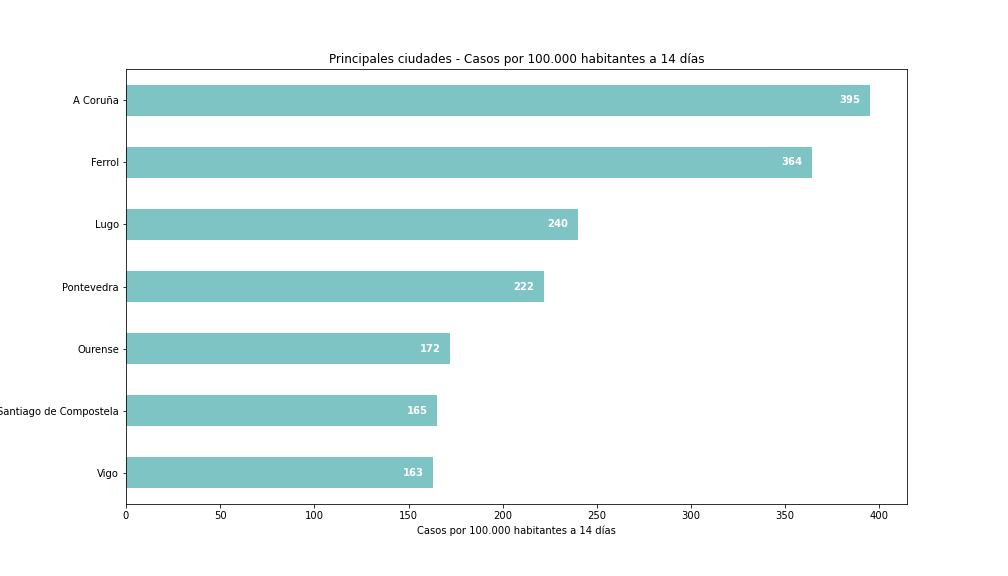 Principales ciudades - Casos por 100.000 habitantes a 14 días
A Coruña
395
Ferrol
364
Lugo
240
Pontevedra
222
Ourense
172
Santiago de Compostela
165
Vigo
163
0 50 100 150 200 250 300 350 400
Casos por 100.000 habitantes a 14 días